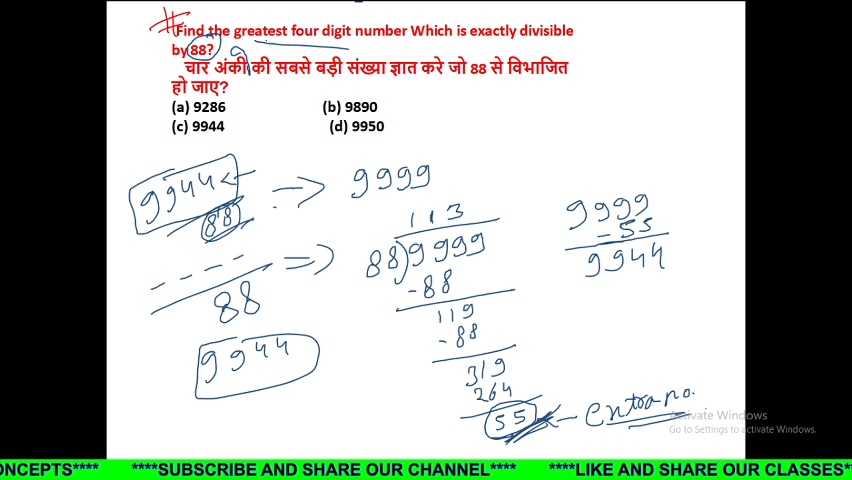 Find the greatest four digit number Which is exactly divisible
by 88?
चार अंकी की सबसे बड़ी संख्या ज्ञात करे जो 88 से विभाजित
हो जाए?
(a) 9286 (b) 9890
(c) 9944 (d) 9950
9944
88
9999
113
88)9999
-88
119
-88
319
264
55
9999
-55
9944
----
88
9944
extra no.
Activate Windows
Go to Settings to activate Windows.
ONCEPTS**** ****SUBSCRIBE AND SHARE OUR CHANNEL**** ****LIKE AND SHARE OUR CLASSES**